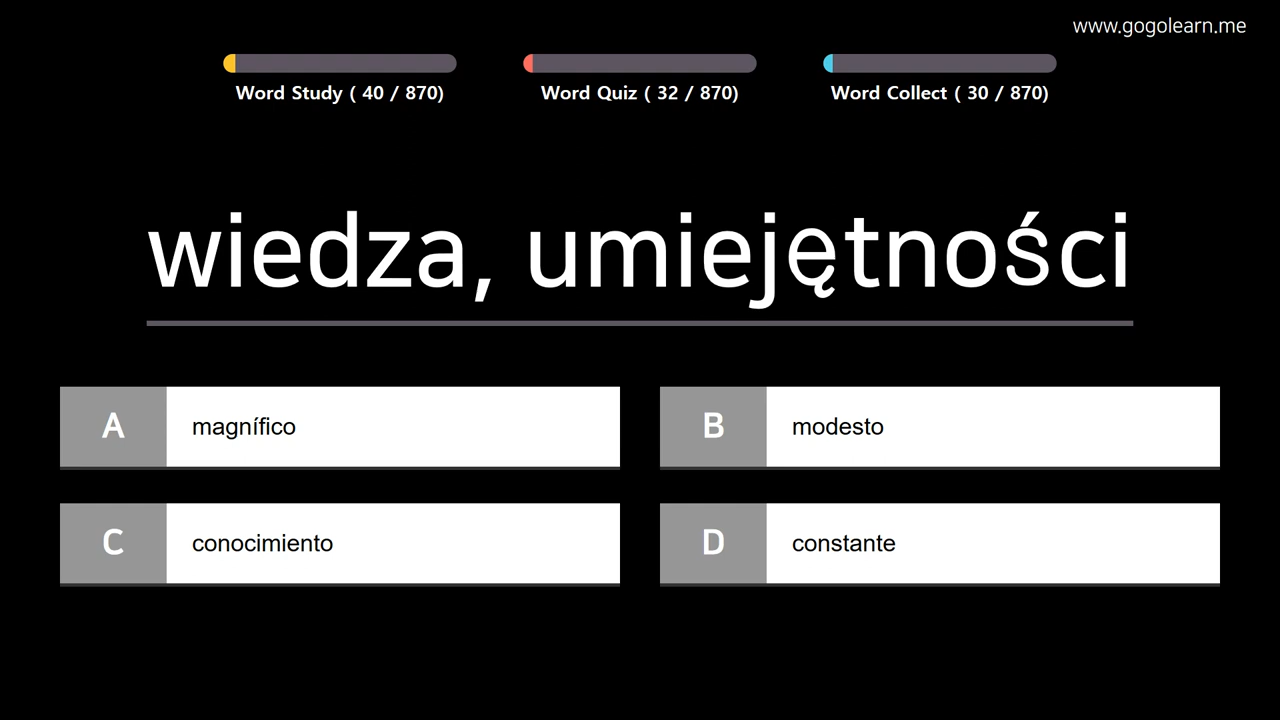 www.gogolearn.me
Word Study ( 40 / 870)
Word Quiz ( 32 / 870)
Word Collect ( 30 / 870)
wiedza, umiejętności
A magnífico
B modesto
C conocimiento
D constante